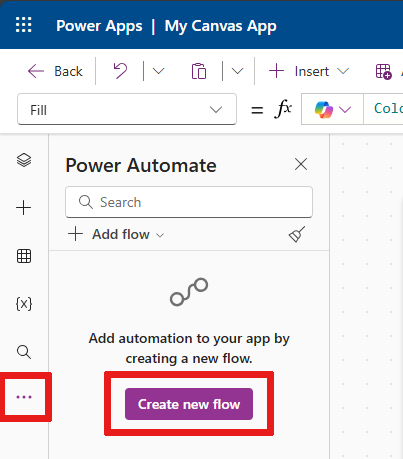 Power Apps | My Canvas App
Back
Insert
Fill
= fx
Colo
Power Automate
Search
Add flow
{x}
Add automation to your app by
creating a new flow.
Create new flow